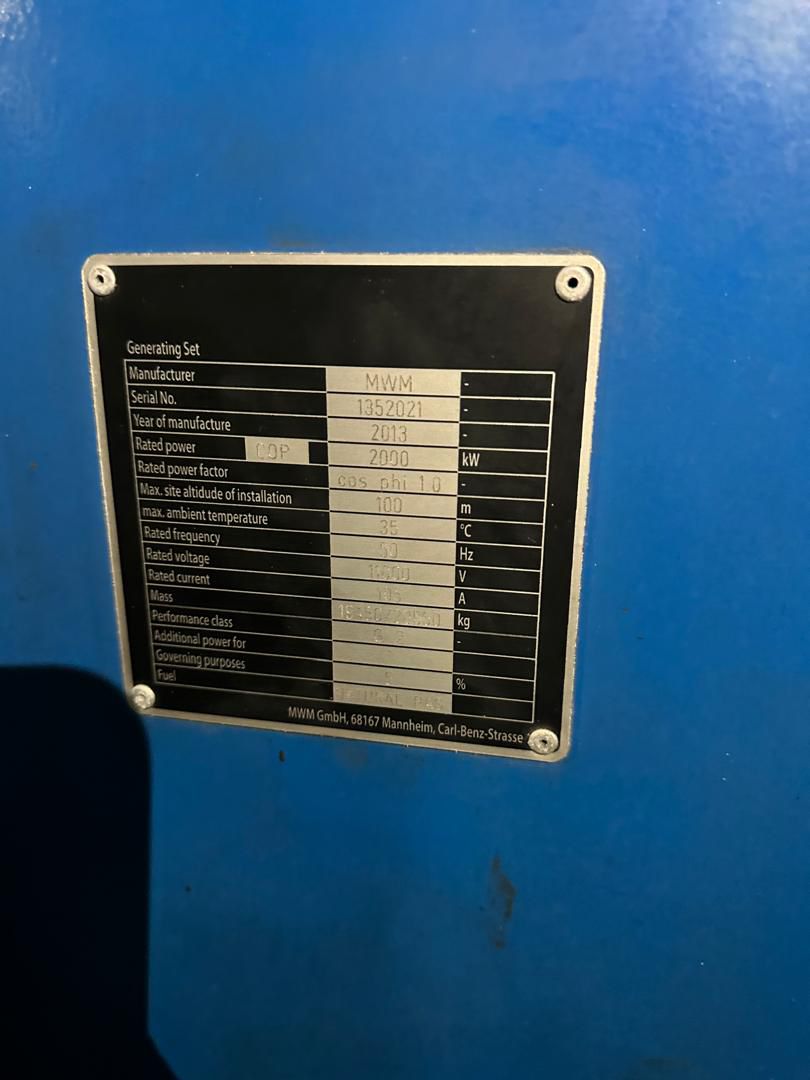 Generating Set
Manufacturer MWM -
Serial No. 1352021 -
Year of manufacture 2013 -
Rated power COP 2000 kW
Rated power factor cos phi 1.0 -
Max. site altidude of installation 100 m
max. ambient temperature 35 °C
Rated frequency 50 Hz
Rated voltage V
Rated current A
Mass kg
Performance class -
Additional power for
Governing purposes %
Fuel NATURAL GAS
MWM GmbH, 68167 Mannheim, Carl-Benz-Strasse